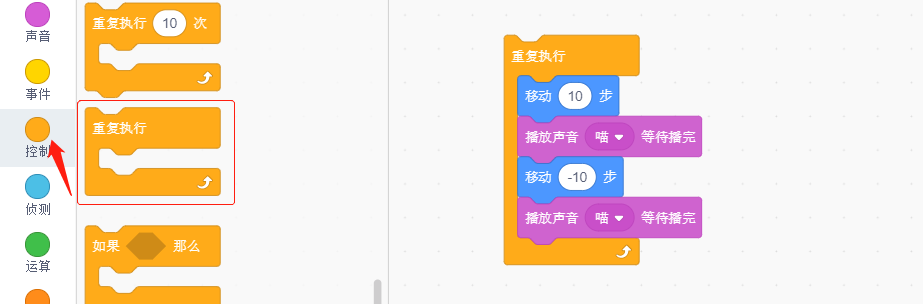 声音
事件
控制
侦测
运算
重复执行 10 次
重复执行
如果 那么
重复执行
移动 10 步
播放声音 喵 等待播完
移动 -10 步
播放声音 喵 等待播完